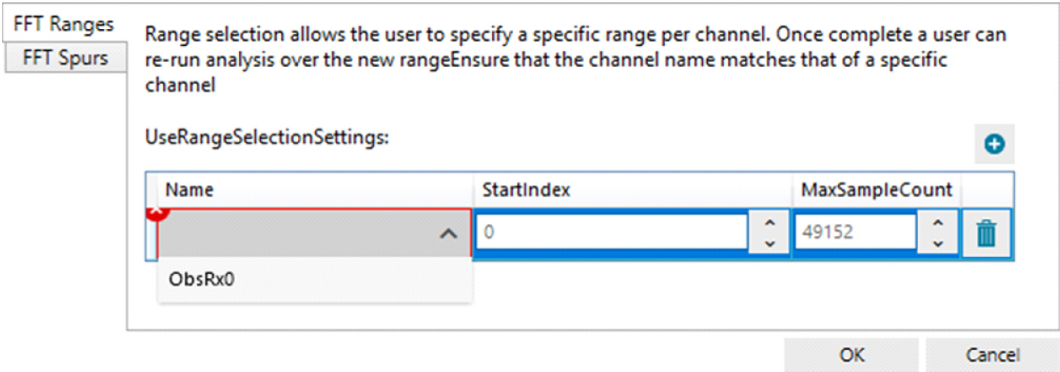 FFT Ranges
FFT Spurs
Range selection allows the user to specify a specific range per channel. Once complete a user can
re-run analysis over the new rangeEnsure that the channel name matches that of a specific
channel
UseRangeSelectionSettings:
Name StartIndex MaxSampleCount
0 49152
ObsRx0
OK Cancel